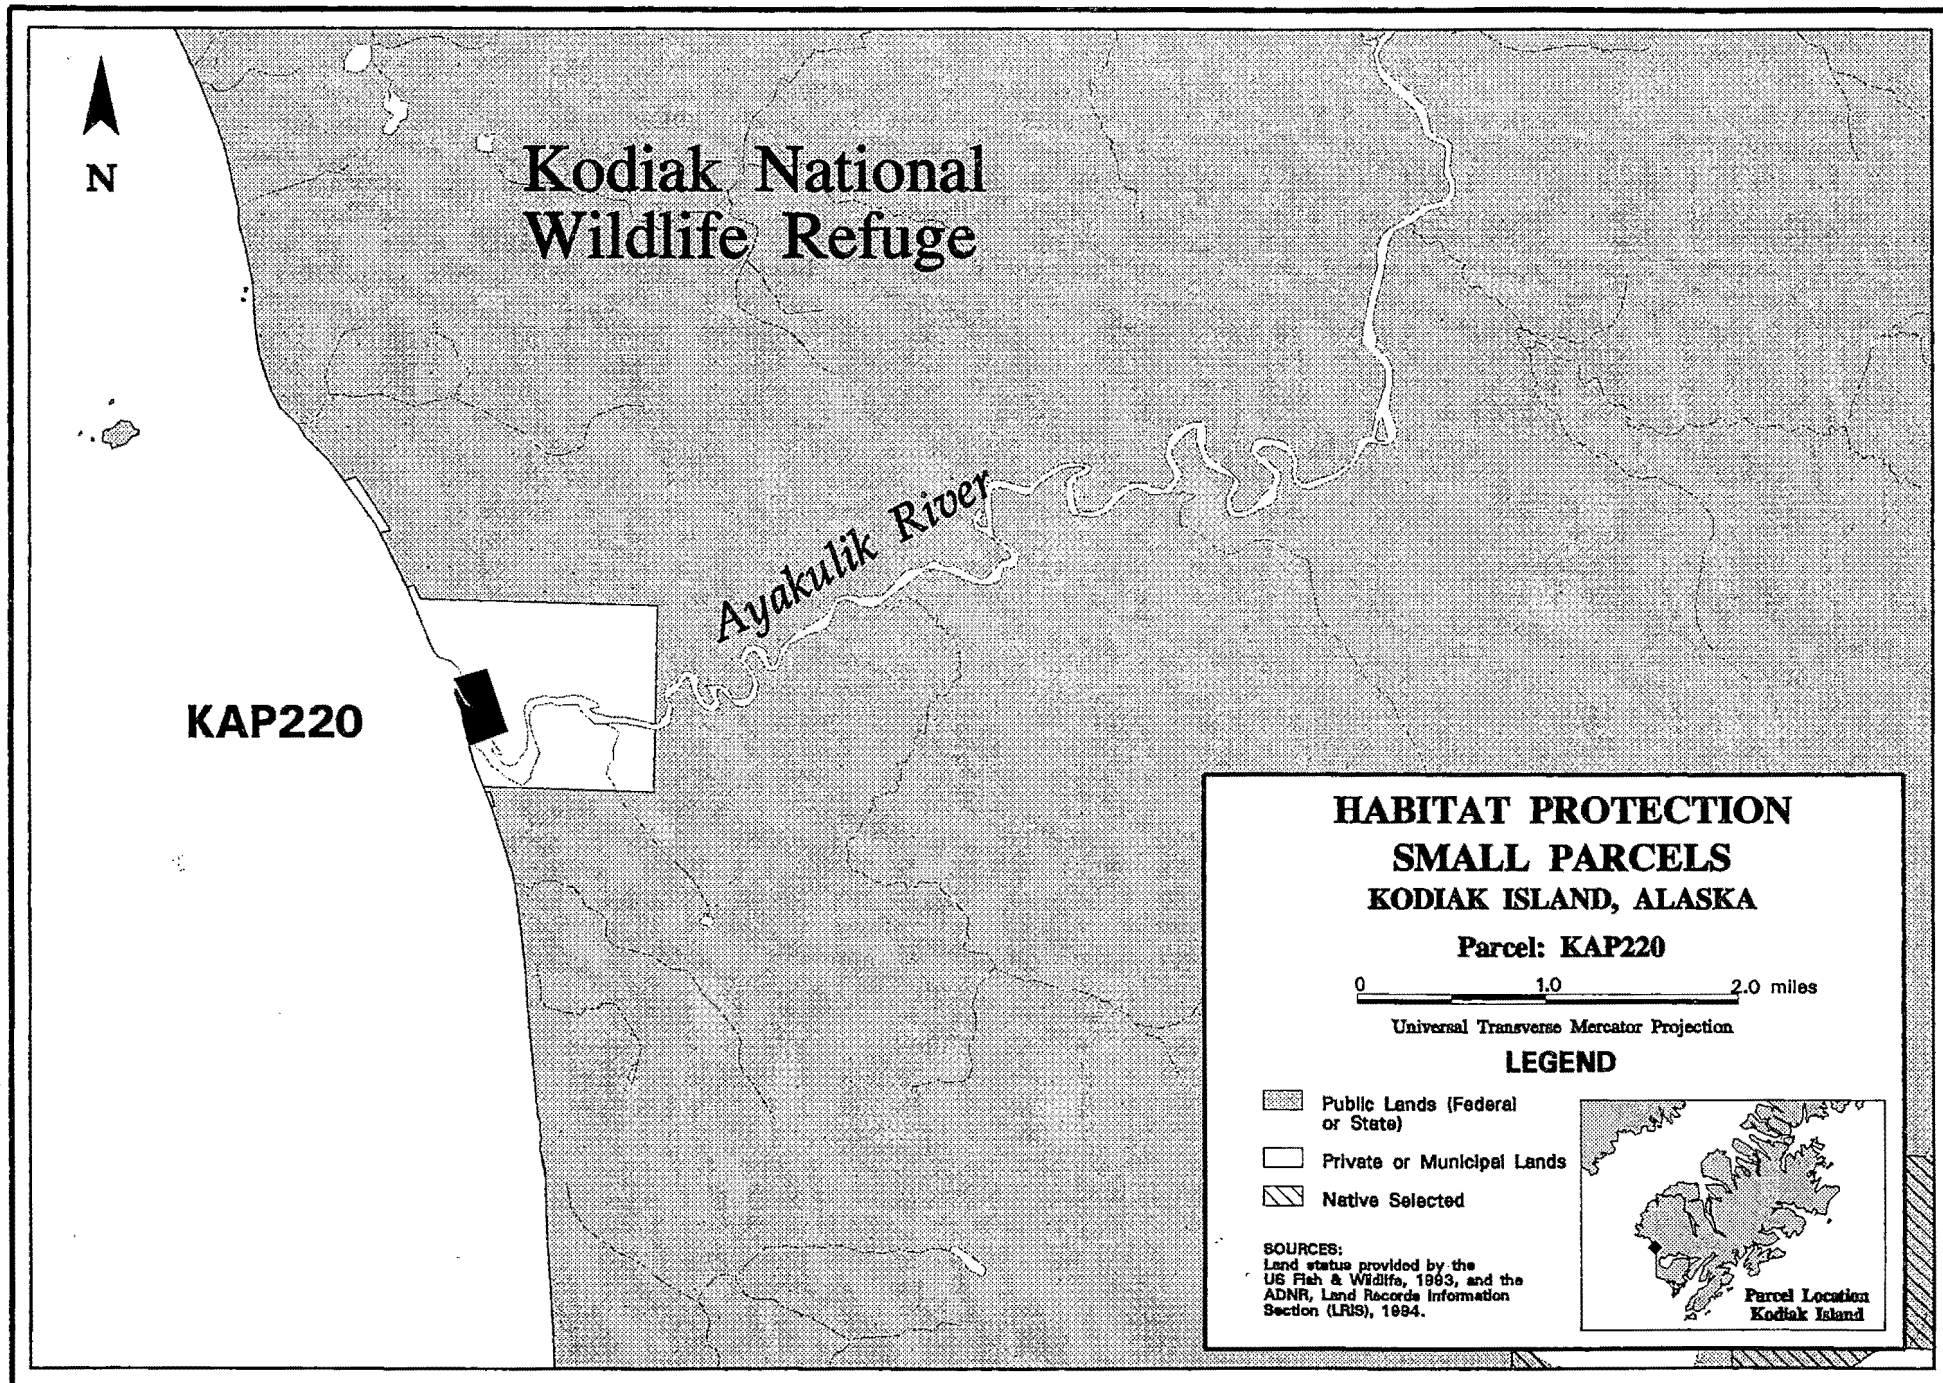 N
Kodiak National
Wildlife Refuge
Ayakulik River
KAP220
HABITAT PROTECTION
SMALL PARCELS
KODIAK ISLAND, ALASKA
Parcel: KAP220
0 1.0 2.0 miles
Universal Transverse Mercator Projection
LEGEND
Public Lands (Federal
or State)
Private or Municipal Lands
Native Selected
SOURCES:
Land status provided by the
US Fish & Wildlife, 1993, and the
ADNR, Land Records Information
Section (LRIS), 1994.
Parcel Location
Kodiak Island